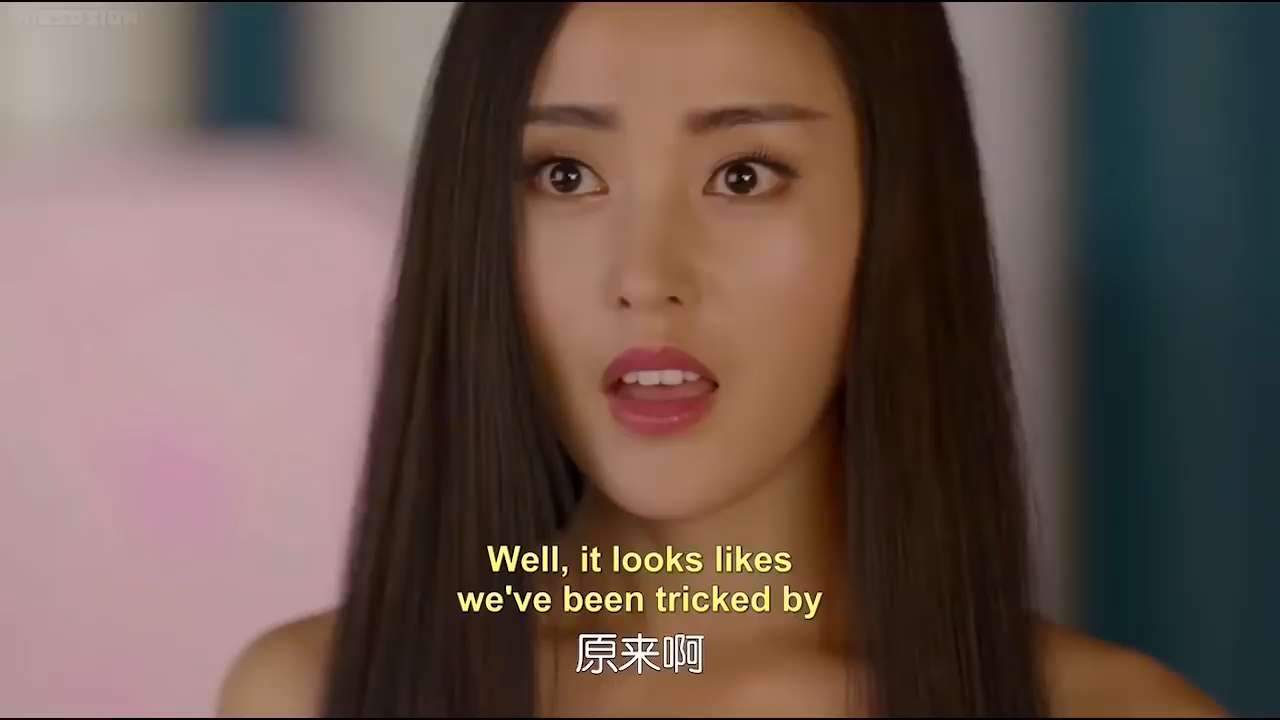 Well, it looks likes
we've been tricked by
原来啊